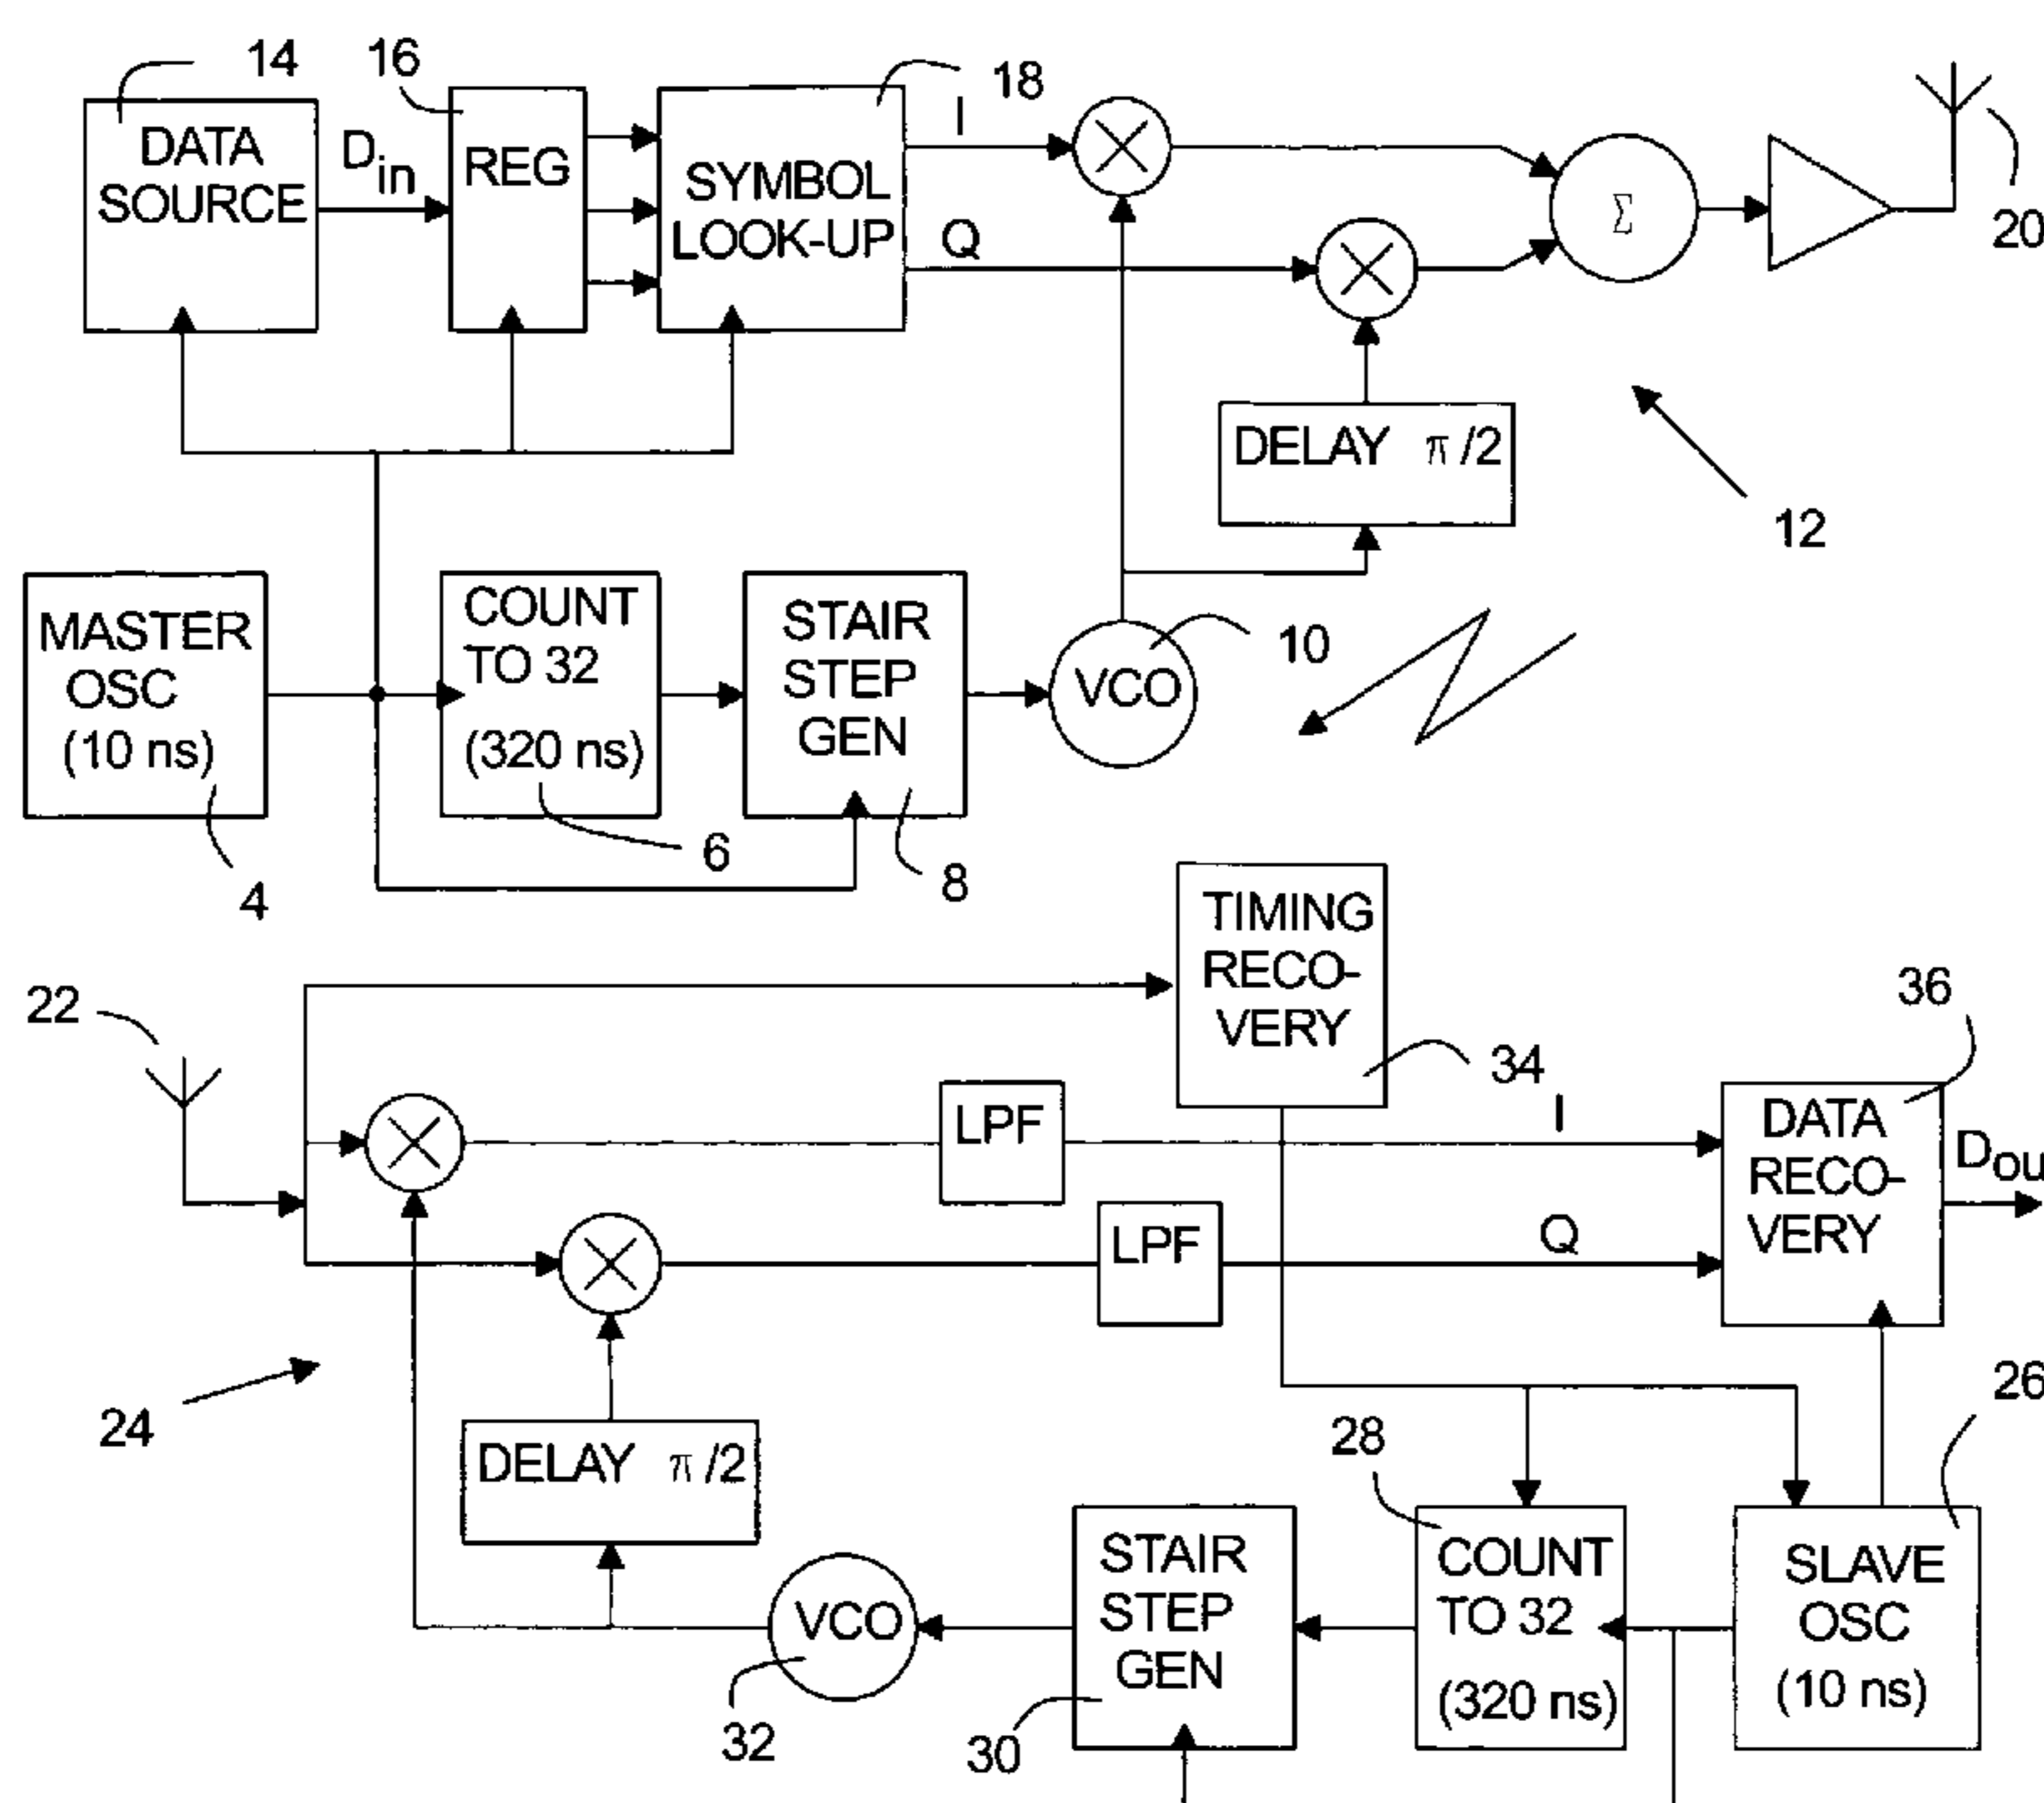 14
16
18
DATA
SOURCE
D_in
REG
SYMBOL
LOOK-UP
I
Q
Σ
20
DELAY π/2
12
MASTER
OSC
(10 ns)
4
COUNT
TO 32
(320 ns)
6
STAIR
STEP
GEN
8
VCO
10
22
TIMING
RECO-
VERY
34
36
LPF
LPF
I
Q
DATA
RECO-
VERY
D_ou
24
DELAY π/2
VCO
32
STAIR
STEP
GEN
30
28
COUNT
TO 32
(320 ns)
26
SLAVE
OSC
(10 ns)